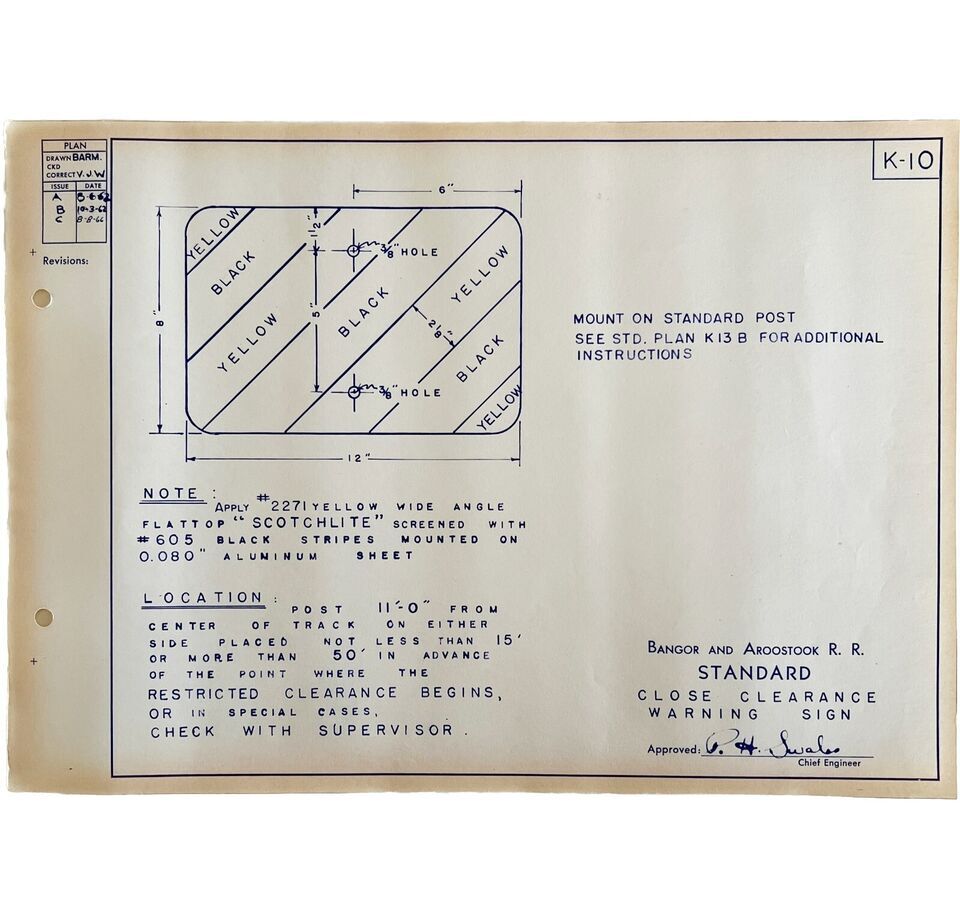 PLAN
DRAWN BARM.
CKD
CORRECT V. J. W
ISSUE DATE
A 5-6-62
B 10-3-62
C 8-8-66
Revisions:
K-10
6"
YELLOW
1½"
3/8" HOLE
BLACK
8"
5"
YELLOW
BLACK
YELLOW
2⅛"
BLACK
3/8" HOLE
YELLOW
12"
MOUNT ON STANDARD POST
SEE STD. PLAN K13 B FOR ADDITIONAL
INSTRUCTIONS
NOTE :
APPLY #2271 YELLOW WIDE ANGLE
FLATTOP "SCOTCHLITE" SCREENED WITH
#605 BLACK STRIPES MOUNTED ON
0.080" ALUMINUM SHEET
LOCATION :
POST 11'-0" FROM
CENTER OF TRACK ON EITHER
SIDE PLACED NOT LESS THAN 15'
OR MORE THAN 50' IN ADVANCE
OF THE POINT WHERE THE
RESTRICTED CLEARANCE BEGINS,
OR IN SPECIAL CASES,
CHECK WITH SUPERVISOR.
BANGOR AND AROOSTOOK R. R.
STANDARD
CLOSE CLEARANCE
WARNING SIGN
Approved: P. H. Swales
Chief Engineer